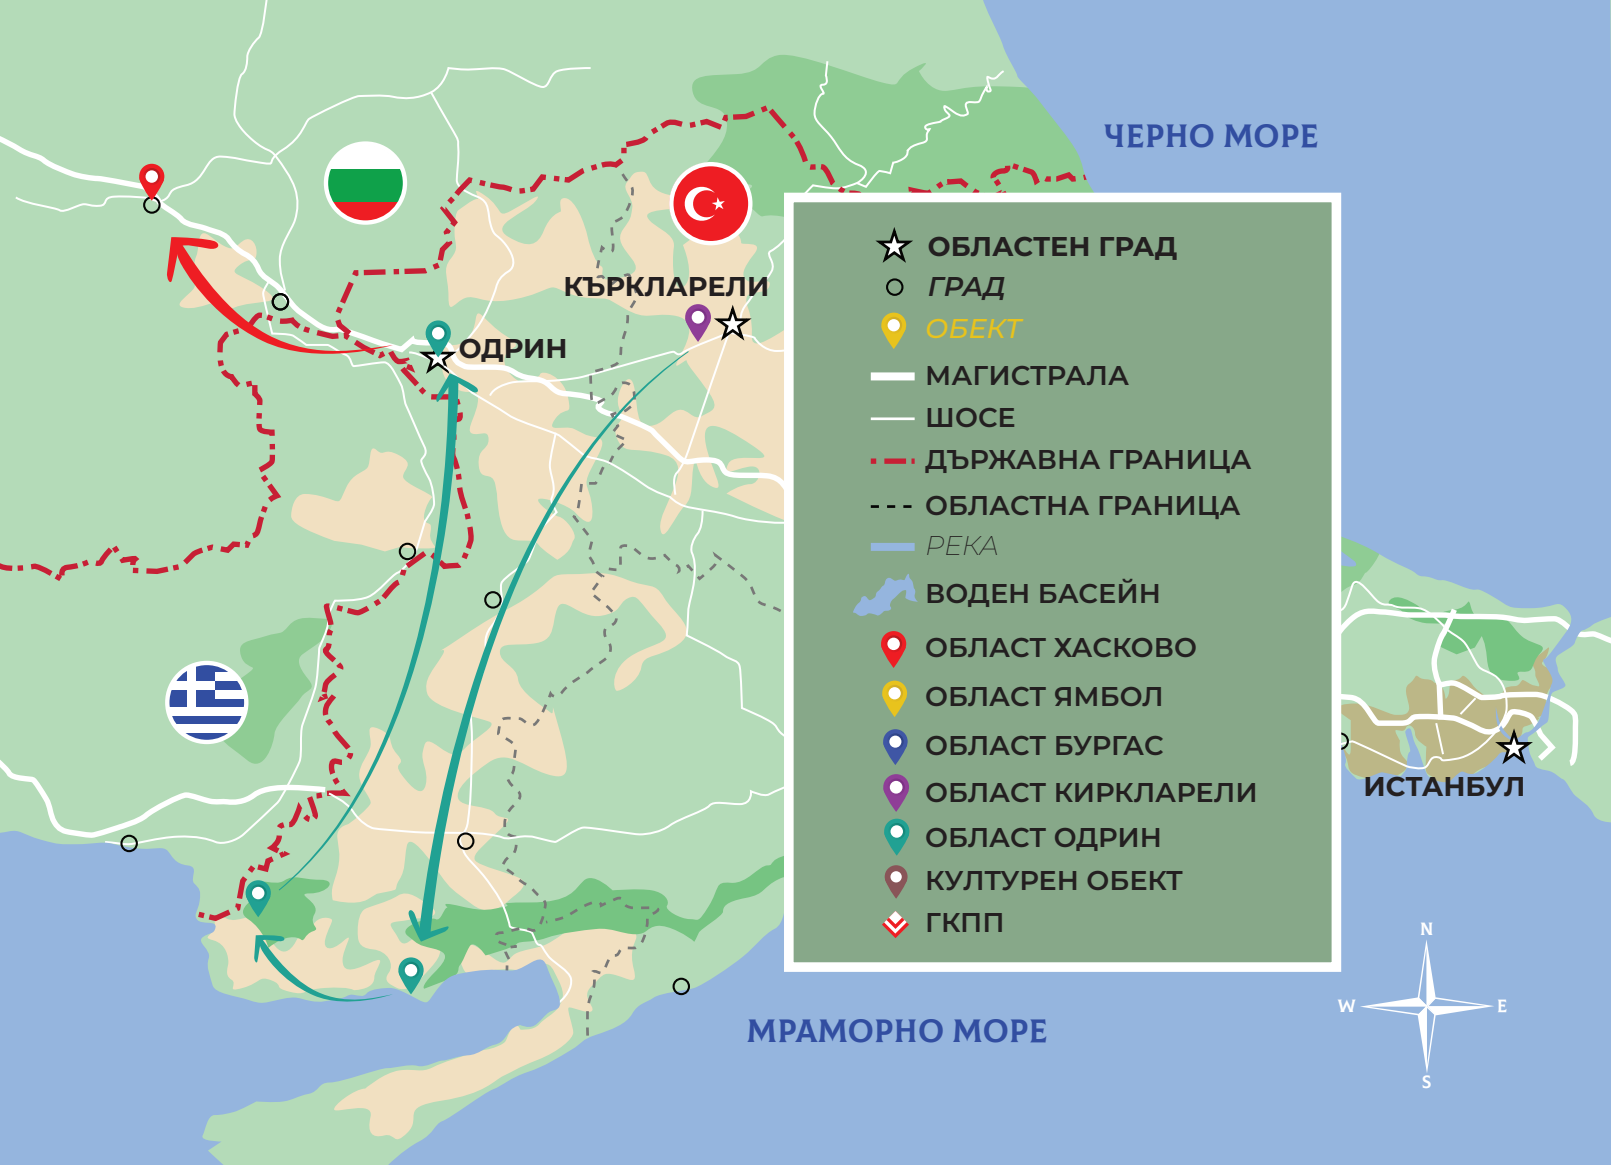 ЧЕРНО МОРЕ
КЪРКЛАРЕЛИ
ОДРИН
ОБЛАСТЕН ГРАД
ГРАД
ОБЕКТ
МАГИСТРАЛА
ШОСЕ
ДЪРЖАВНА ГРАНИЦА
ОБЛАСТНА ГРАНИЦА
РЕКА
ВОДЕН БАСЕЙН
ОБЛАСТ ХАСКОВО
ОБЛАСТ ЯМБОЛ
ОБЛАСТ БУРГАС
ОБЛАСТ КИРКЛАРЕЛИ
ОБЛАСТ ОДРИН
КУЛТУРЕН ОБЕКТ
ГКПП
ИСТАНБУЛ
МРАМОРНО МОРЕ
N
W
E
S